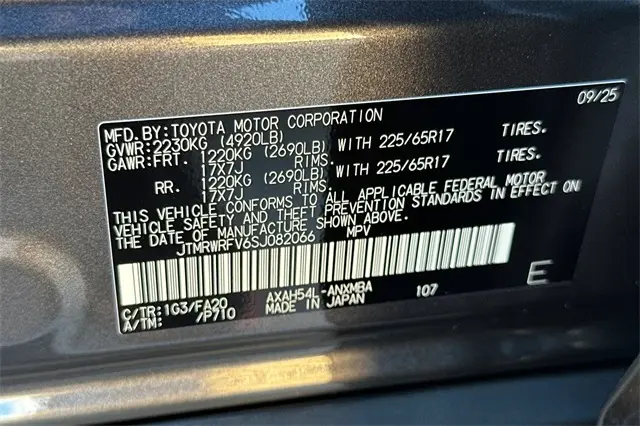 09/25
MFD. BY: TOYOTA MOTOR CORPORATION
GVWR: 2230KG (4920LB)
GAWR: FRT. 1220KG (2690LB) WITH 225/65R17 TIRES.
17X7J RIMS.
RR. 1220KG (2690LB) WITH 225/65R17 TIRES.
17X7J RIMS.
THIS VEHICLE CONFORMS TO ALL APPLICABLE FEDERAL MOTOR
VEHICLE SAFETY AND THEFT PREVENTION STANDARDS IN EFFECT ON
THE DATE OF MANUFACTURE SHOWN ABOVE.
JTMRWRFV6SJ082066 MPV
C/TR: 1G3/FA20 AXAH54L-ANXMBA 107 E
A/TM: /P710 MADE IN JAPAN